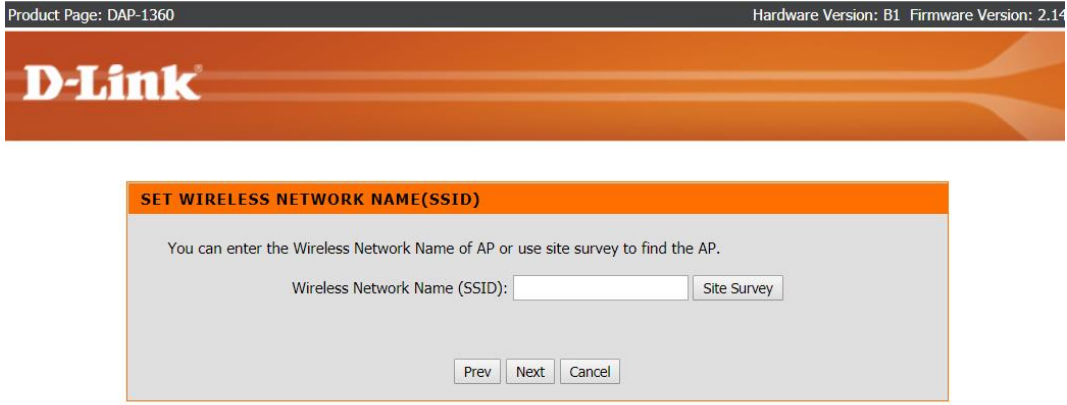 Product Page: DAP-1360 Hardware Version: B1 Firmware Version: 2.14
D-Link®
SET WIRELESS NETWORK NAME(SSID)
You can enter the Wireless Network Name of AP or use site survey to find the AP.
Wireless Network Name (SSID): Site Survey
Prev Next Cancel